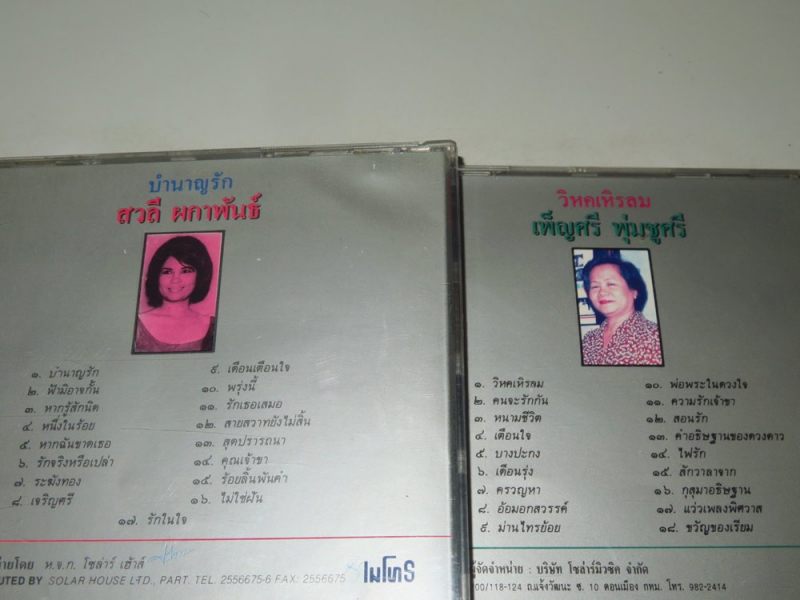 บำนาญรัก
สวลี ผกาพันธ์
๑. บำนาญรัก
๒. ฟ้ามิอาจกั้น
๓. หากรู้สักนิด
๔. หนึ่งในร้อย
๕. หากฉันขาดเธอ
๖. รักจริงหรือเปล่า
๗. ระฆังทอง
๘. เจริญศรี
๙. เตือนเตือนใจ
๑๐. พรุ่งนี้
๑๑. รักเธอเสมอ
๑๒. สายสวาทยังไม่สิ้น
๑๓. สุดปรารถนา
๑๔. คุณเจ้าขา
๑๕. ร้อยลิ้นพันคำ
๑๖. ไม่ใช่ฝัน
๑๗. รักในใจ
ายโดย ห.จ.ก. โซล่าร์ เฮ้าส์
UTED BY SOLAR HOUSE LTD., PART. TEL. 2556675-6 FAX: 2556675
เมโทร
วิหคเหิรลม
เพ็ญศรี พุ่มชูศรี
๑. วิหคเหิรลม
๒. คนจะรักกัน
๓. หนามชีวิต
๔. เตือนใจ
๕. บางปะกง
๖. เดือนรุ่ง
๗. ครวญหา
๘. อ้อมอกสวรรค์
๙. ม่านไทรย้อย
๑๐. พ่อพระในดวงใจ
๑๑. ความรักเจ้าขา
๑๒. สอนรัก
๑๓. คำอธิษฐานของดวงดาว
๑๔. ไฟรัก
๑๕. สักวาลาจาก
๑๖. กุสุมาอธิษฐาน
๑๗. แว่วเพลงพิศวาส
๑๘. ขวัญของเรียม
ผู้จัดจำหน่าย : บริษัท โซล่าร์มิวซิค จำกัด
00/118-124 ถ.แจ้งวัฒนะ ซ. 10 ดอนเมือง กทม. โทร. 982-2414